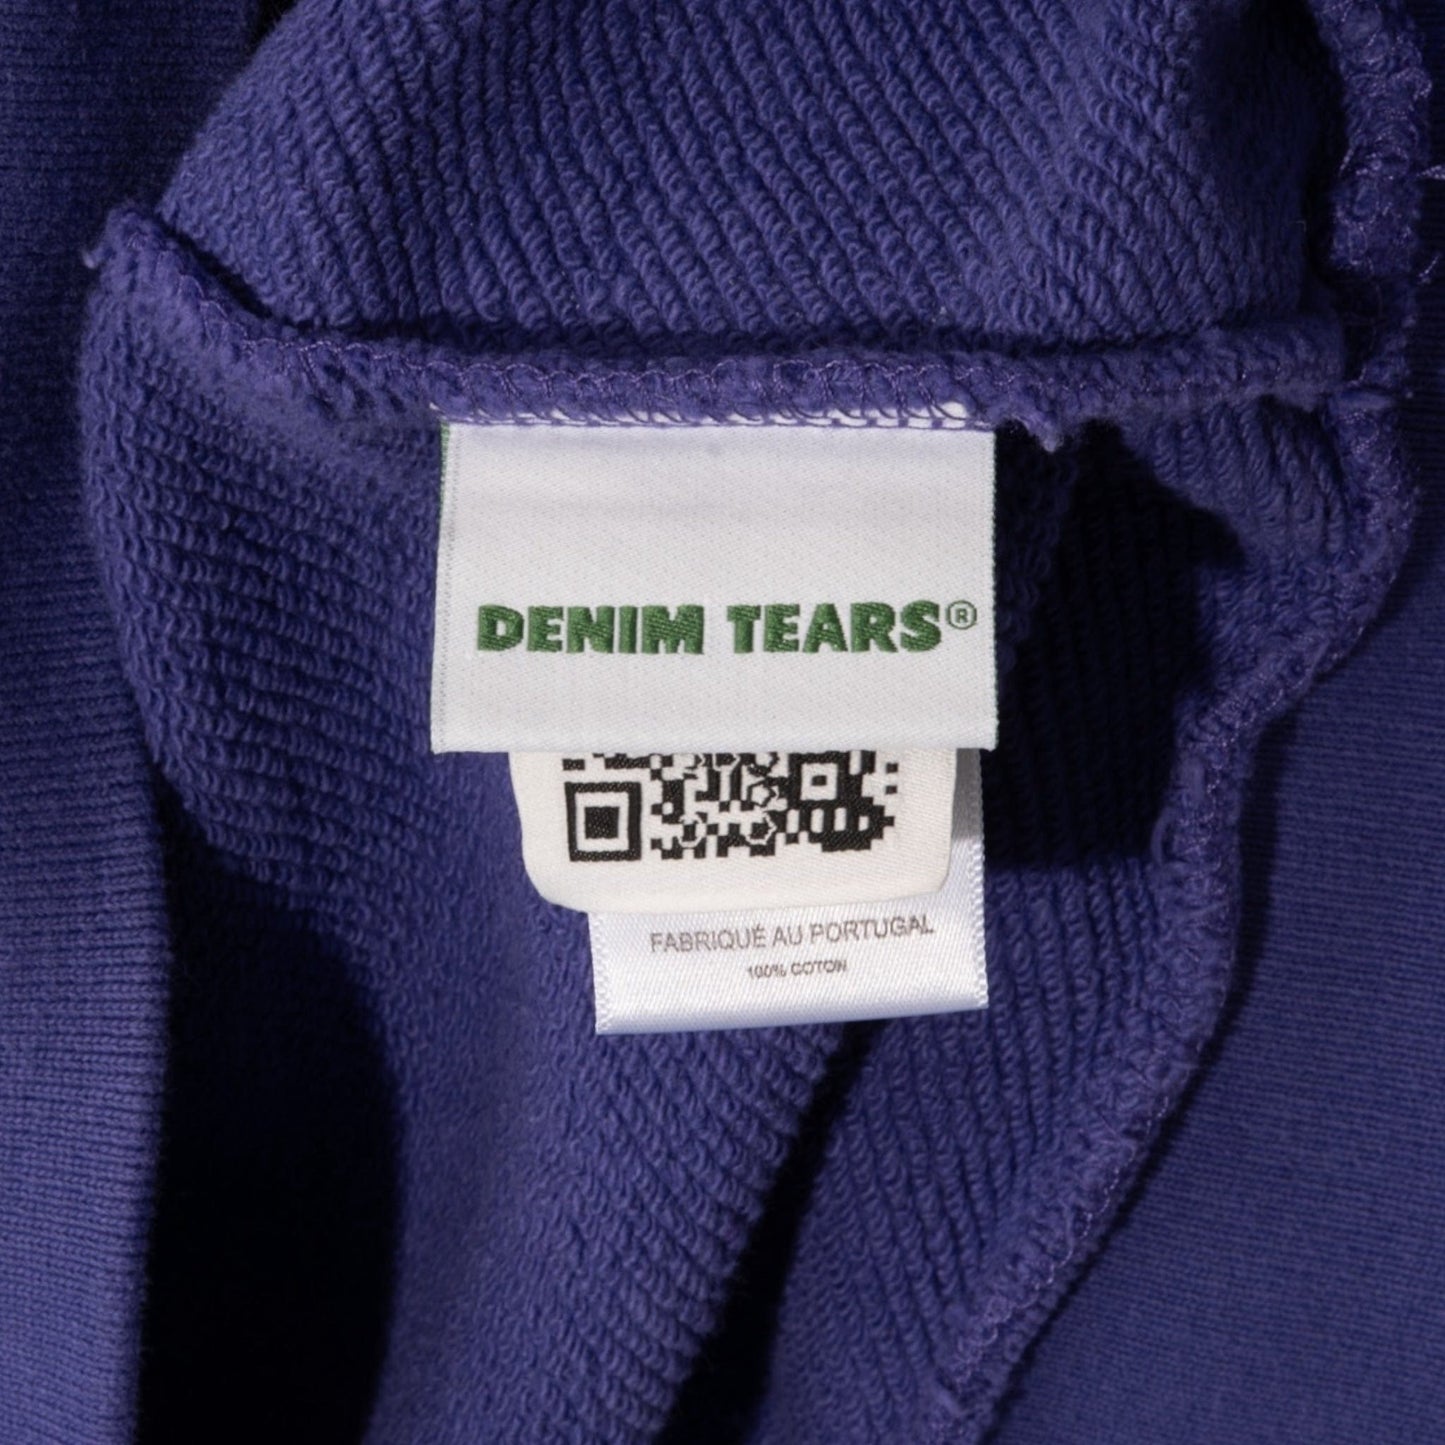 DENIM TEARS®
FABRIQUÉ AU PORTUGAL
100% COTON